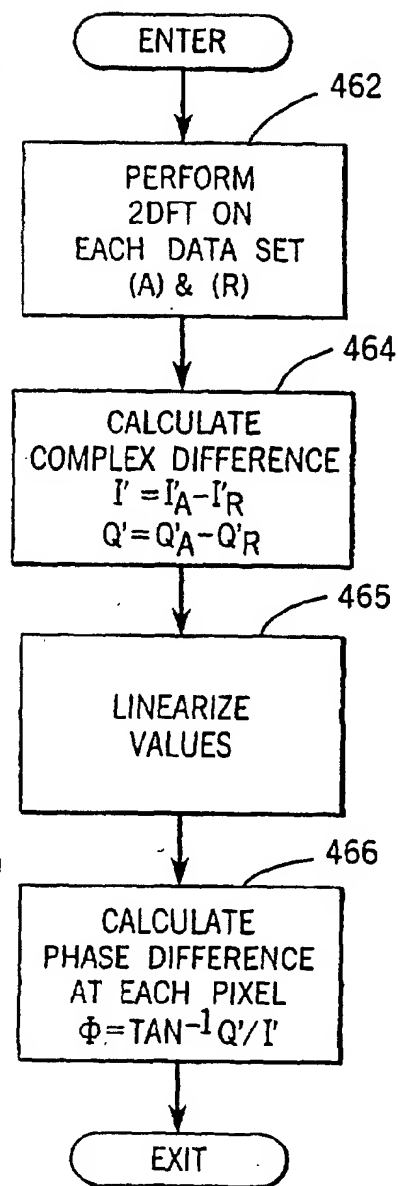 ENTER
462
PERFORM
2DFT ON
EACH DATA SET
(A) & (R)
464
CALCULATE
COMPLEX DIFFERENCE
I' = I'A – I'R
Q' = Q'A – Q'R
465
LINEARIZE
VALUES
466
CALCULATE
PHASE DIFFERENCE
AT EACH PIXEL
Φ = TAN⁻¹ Q'/I'
EXIT